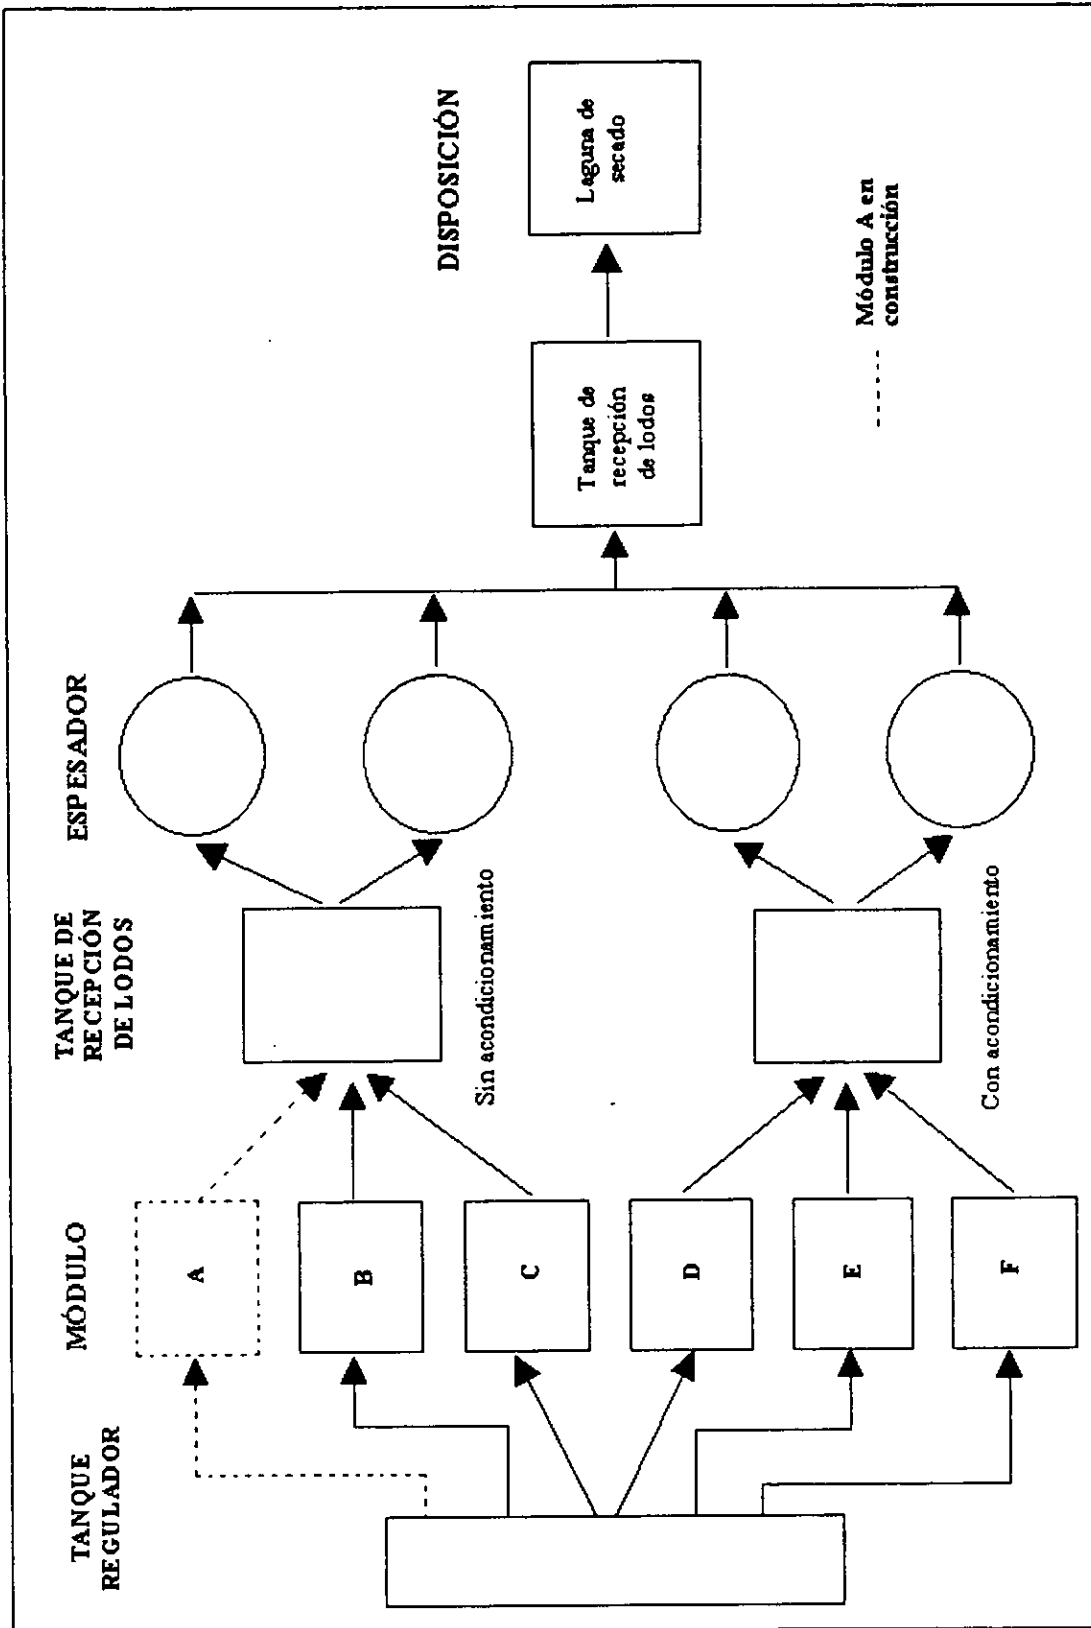 TANQUE
REGULADOR
MÓDULO
TANQUE DE
RECEPCIÓN
DE LODOS
ESPESADOR
DISPOSICIÓN
A
B
C
D
E
F
Sin acondicionamiento
Con acondicionamiento
Tanque de
recepción
de lodos
Laguna de
secado
Módulo A en
construcción